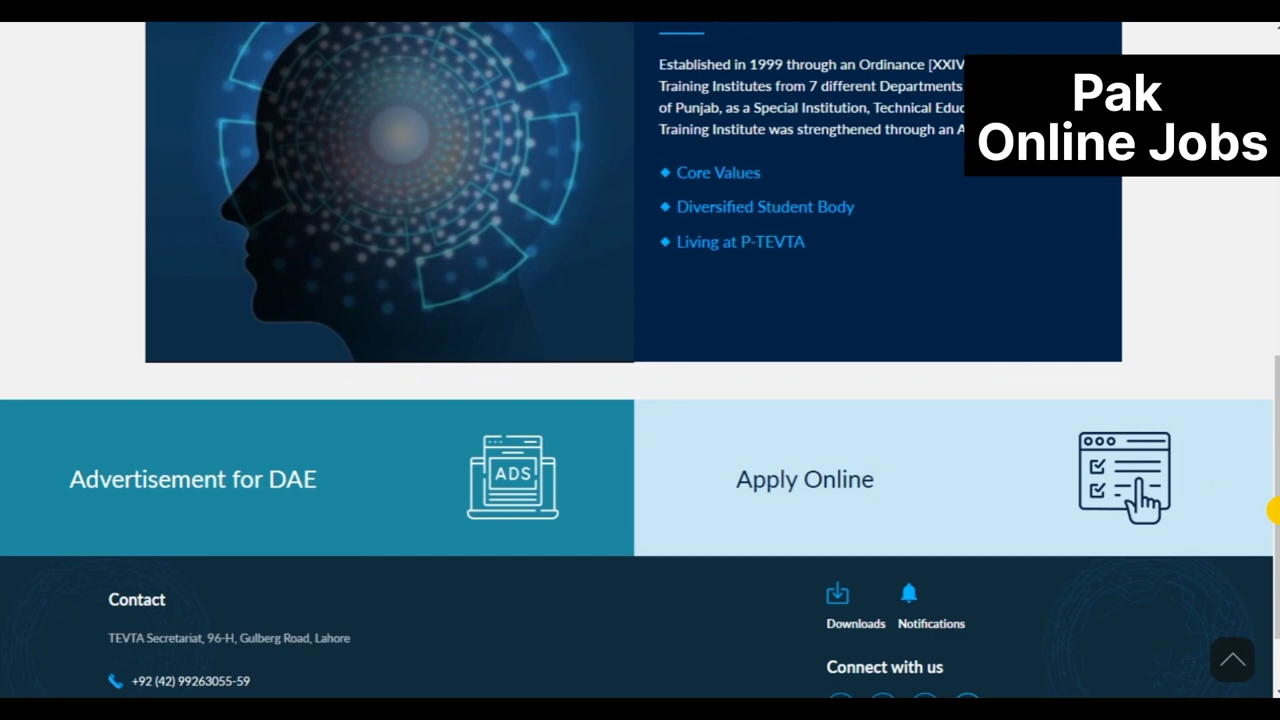 Established in 1999 through an Ordinance [XXIV
Training Institutes from 7 different Departments
of Punjab, as a Special Institution, Technical Educ
Training Institute was strengthened through an A
Pak
Online Jobs
Core Values
Diversified Student Body
Living at P-TEVTA
Advertisement for DAE
ADS
Apply Online
Contact
TEVTA Secretariat, 96-H, Gulberg Road, Lahore
+92 (42) 99263055-59
Downloads
Notifications
Connect with us